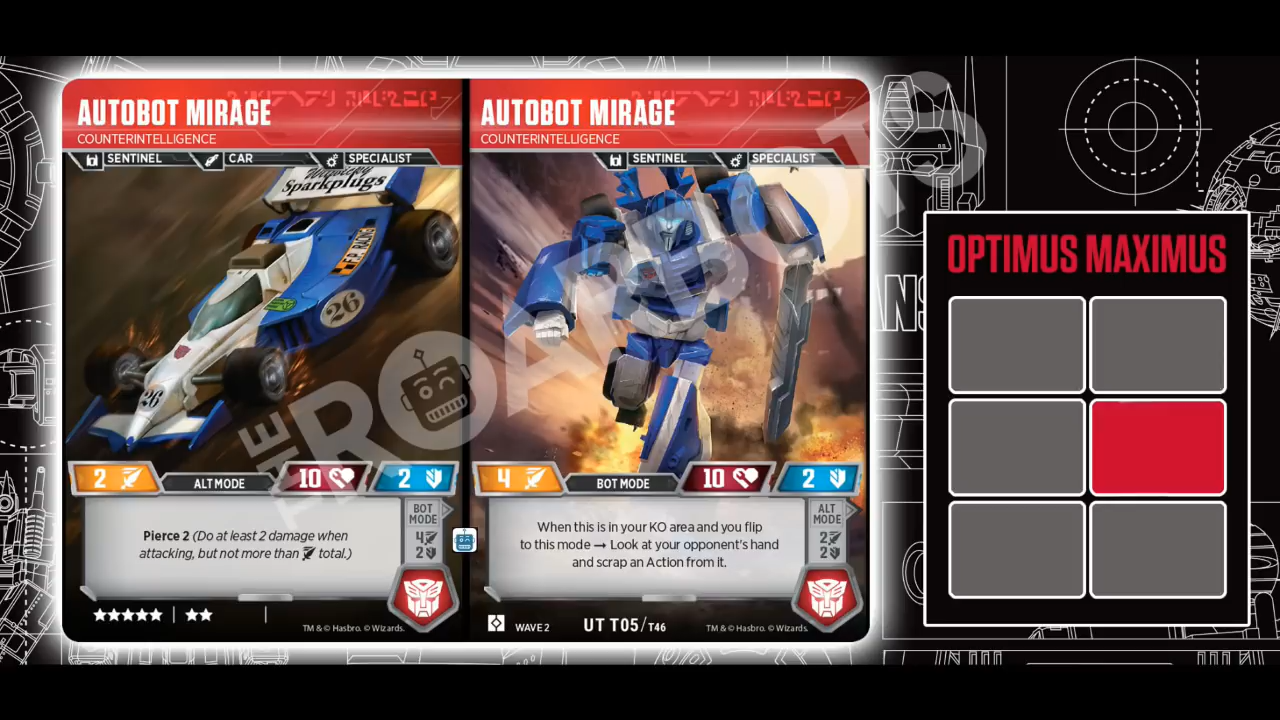 AUTOBOT MIRAGE
COUNTERINTELLIGENCE
SENTINEL CAR SPECIALIST
Sparkplugs
26
26
2 ALT MODE 10 2
Pierce 2 (Do at least 2 damage when
attacking, but not more than total.)
BOT
MODE
4
2
★★★★★ | ★★ |
TM & © Hasbro. © Wizards.
AUTOBOT MIRAGE
COUNTERINTELLIGENCE
SENTINEL SPECIALIST
4 BOT MODE 10 2
When this is in your KO area and you flip
to this mode → Look at your opponent's hand
and scrap an Action from it.
ALT
MODE
2
2
WAVE 2 UT T05/T46 TM & © Hasbro. © Wizards.
THE ROARBOTS
OPTIMUS MAXIMUS